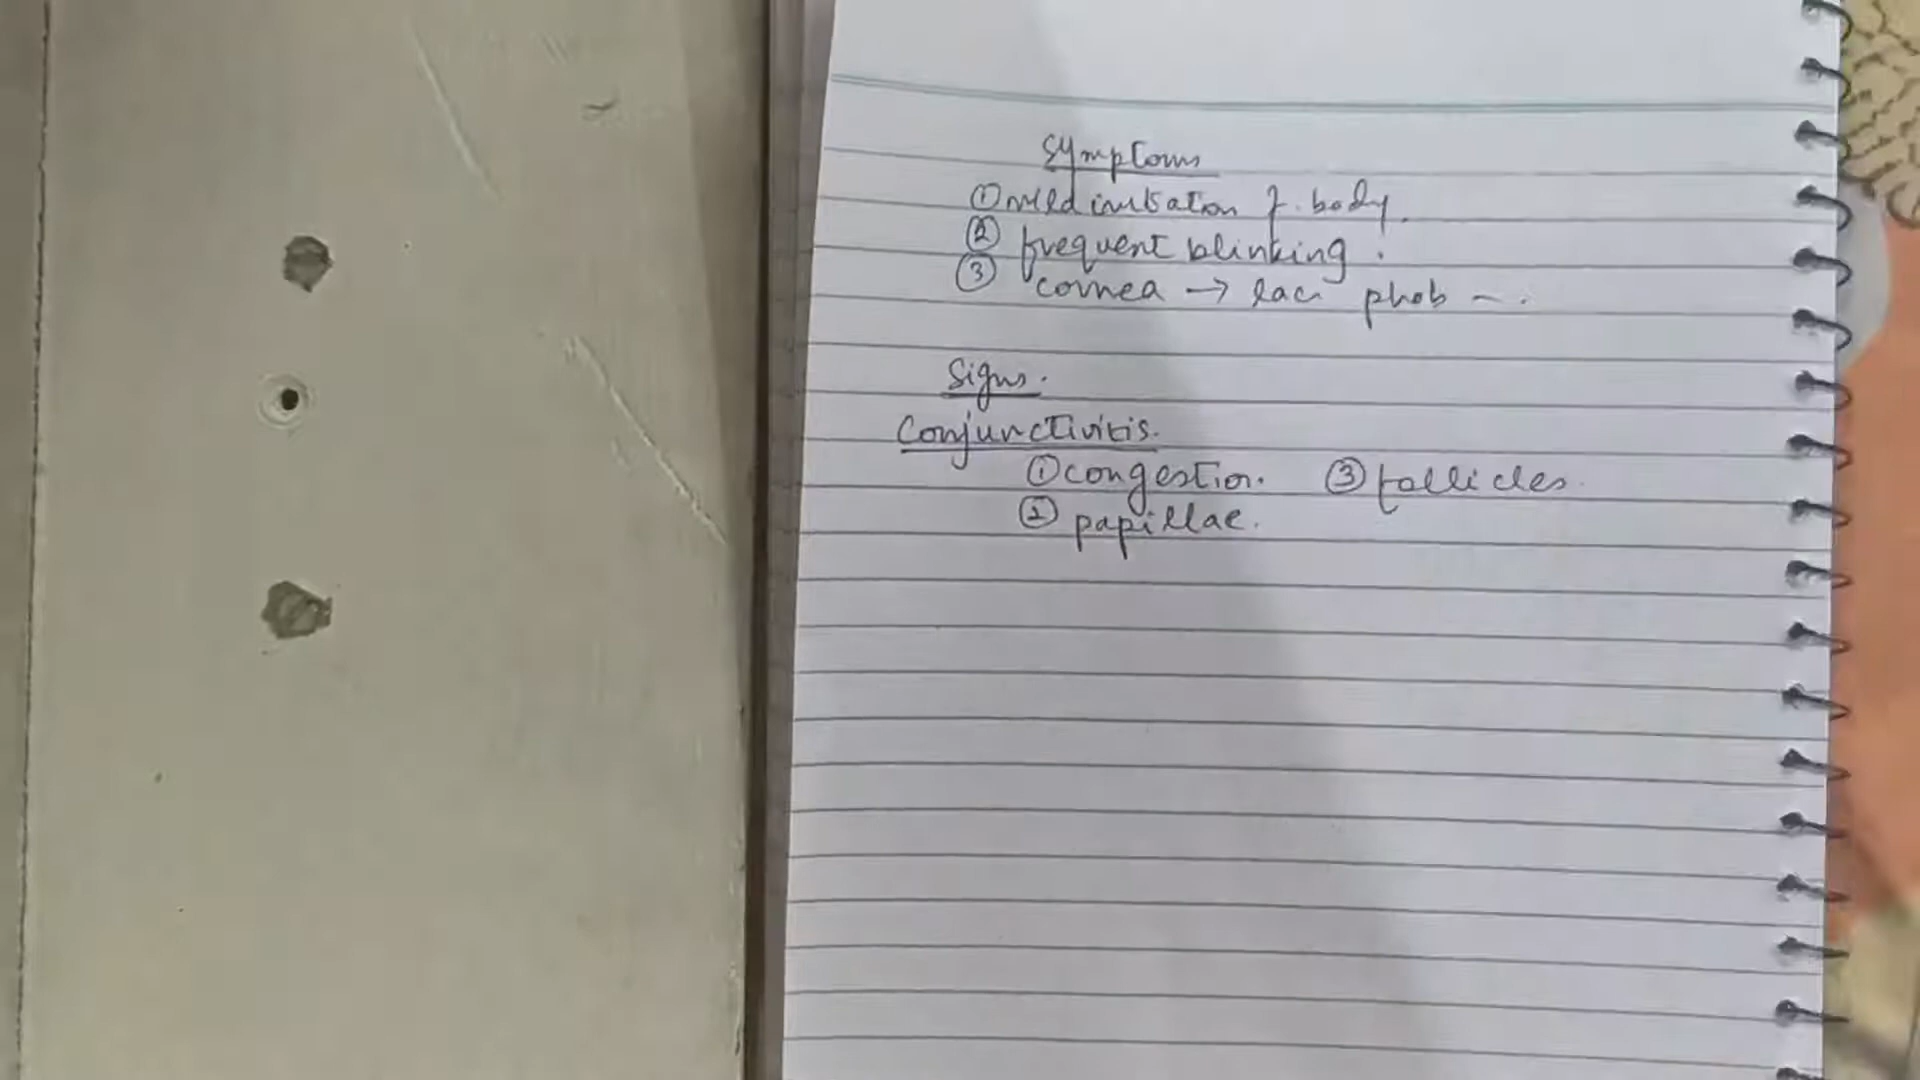 Symptoms
① mild irritation f. body.
② frequent blinking.
③ cornea → lacr phob ~.
Signs.
Conjunctivitis.
① congestion. ③ follicles.
② papillae.